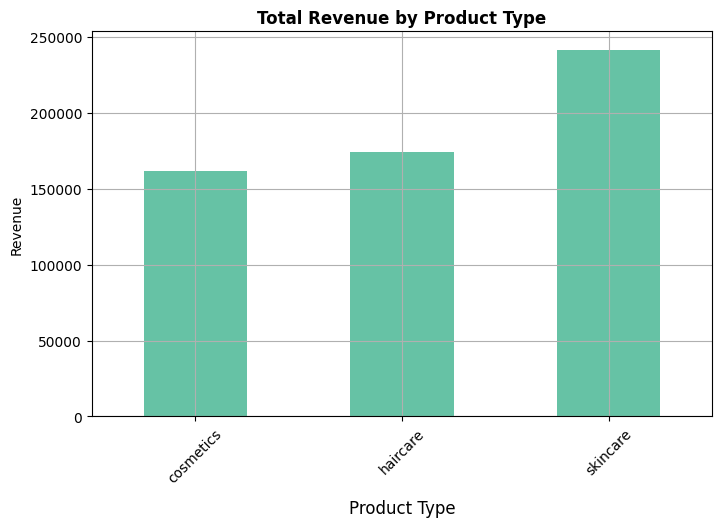 Total Revenue by Product Type
250000
200000
150000
100000
50000
0
Revenue
cosmetics
haircare
skincare
Product Type